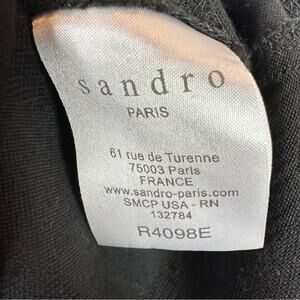 sandro
PARIS
61 rue de Turenne
75003 Paris
FRANCE
www.sandro-paris.com
SMCP USA - RN
132784
R4098E